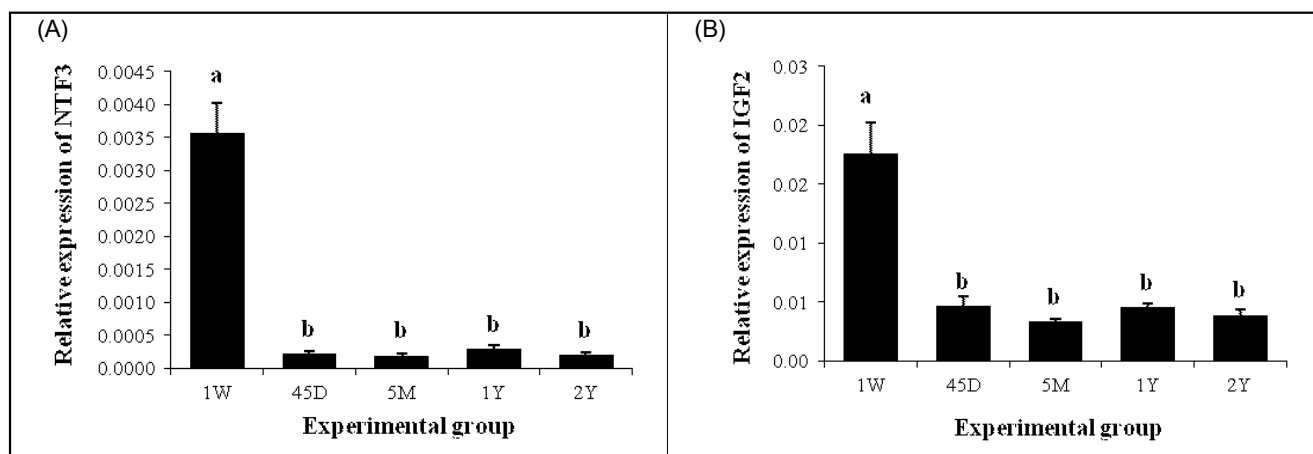 (A)
Relative expression of NTF3
0.0045
0.0040
0.0035
0.0030
0.0025
0.0020
0.0015
0.0010
0.0005
0.0000
a
b
b
b
b
1W
45D
5M
1Y
2Y
Experimental group
(B)
Relative expression of IGF2
0.03
0.02
0.02
0.01
0.01
0.00
a
b
b
b
b
1W
45D
5M
1Y
2Y
Experimental group